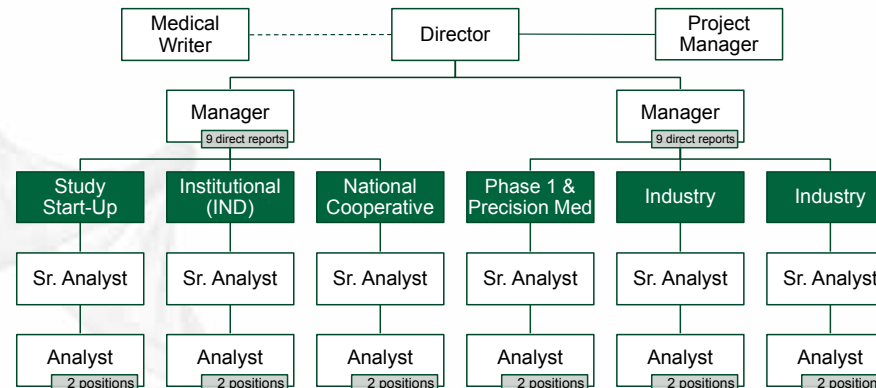 Medical
Writer
Director
Project
Manager
Manager
9 direct reports
Manager
9 direct reports
Study
Start-Up
Institutional
(IND)
National
Cooperative
Phase 1 &
Precision Med
Industry
Industry
Sr. Analyst
Sr. Analyst
Sr. Analyst
Sr. Analyst
Sr. Analyst
Sr. Analyst
Analyst
2 positions
Analyst
2 positions
Analyst
2 positions
Analyst
2 positions
Analyst
2 positions
Analyst
2 positions